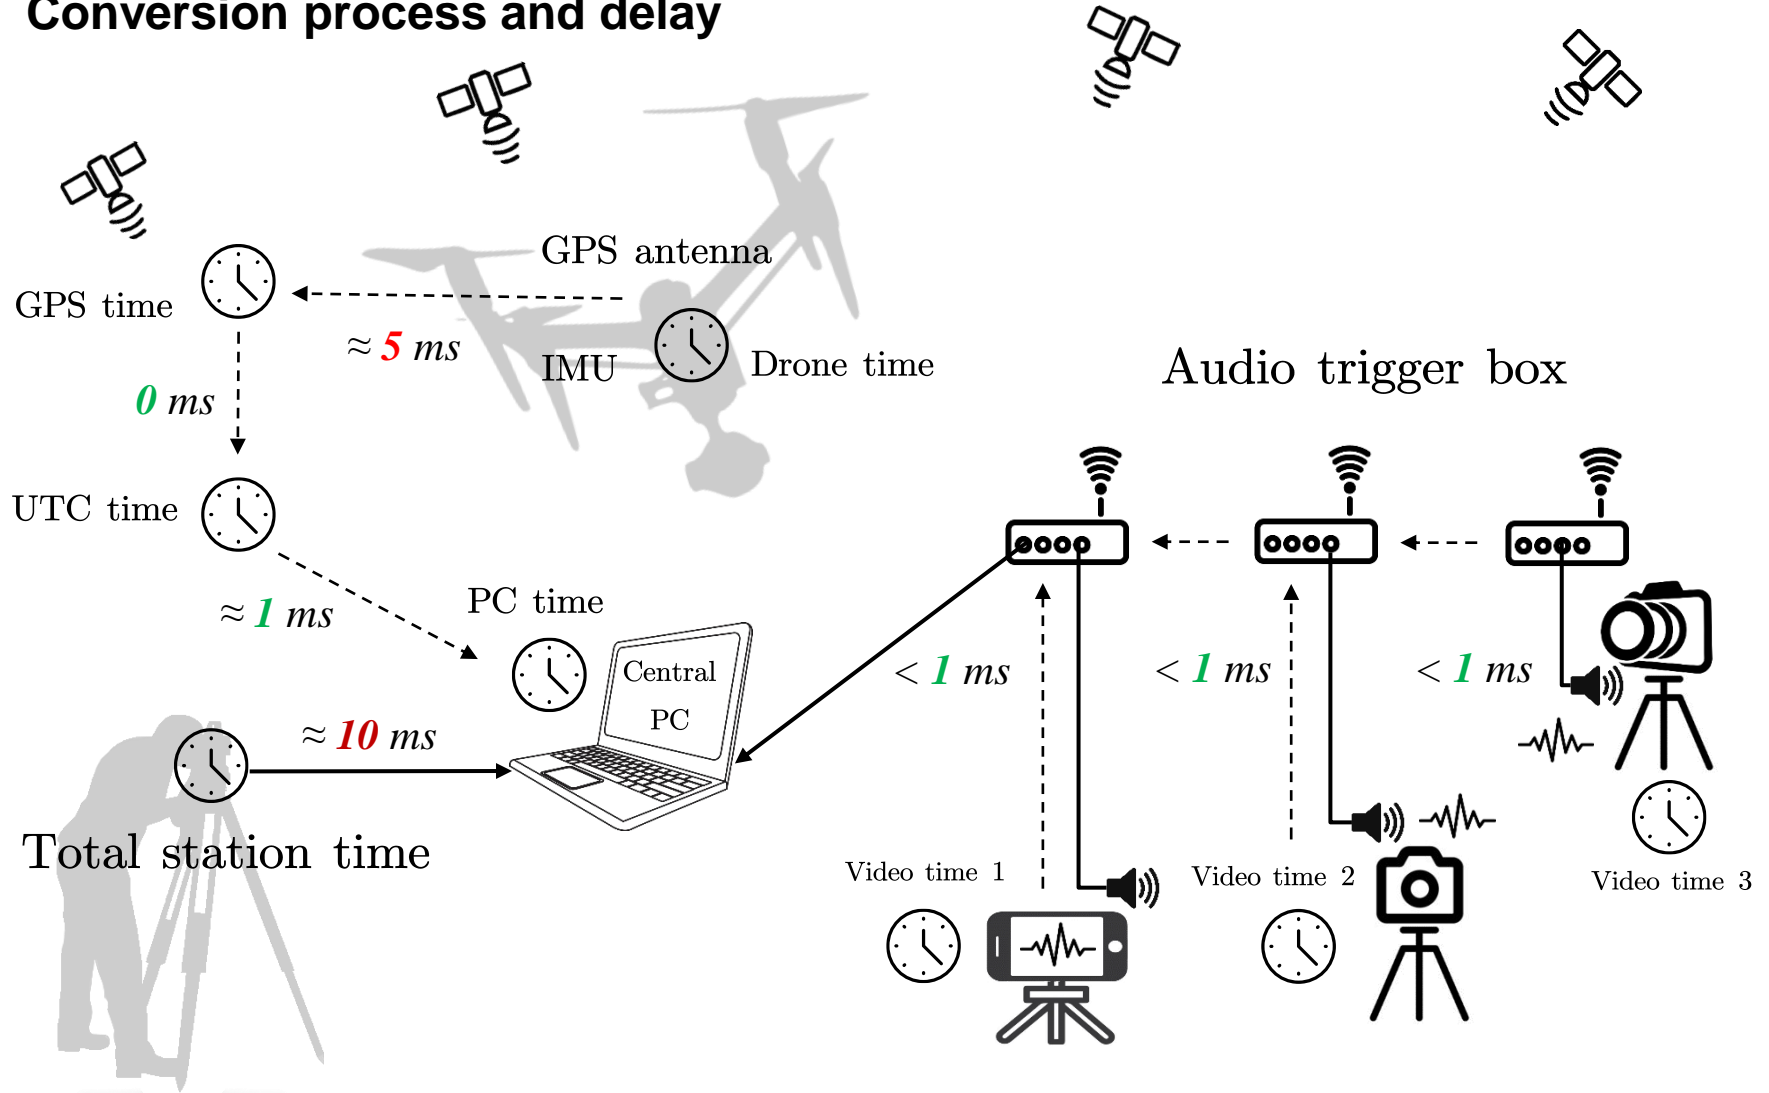 Conversion process and delay
GPS antenna
GPS time
≈ 5 ms
IMU
Drone time
Audio trigger box
0 ms
UTC time
≈ 1 ms
PC time
Central
PC
< 1 ms
< 1 ms
< 1 ms
≈ 10 ms
Total station time
Video time 1
Video time 2
Video time 3